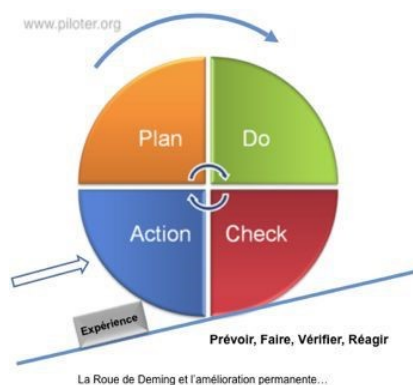 www.piloter.org
Plan
Do
Action
Check
Expérience
Prévoir, Faire, Vérifier, Réagir
La Roue de Deming et l'amélioration permanente...